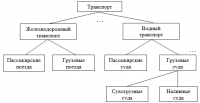 Транспорт
...
Железнодорожный
транспорт
Водный
транспорт
...
Пассажирские
поезда
Грузовые
поезда
Пассажирские
суда
Грузовые
суда
Сухогрузные
суда
Наливные
суда